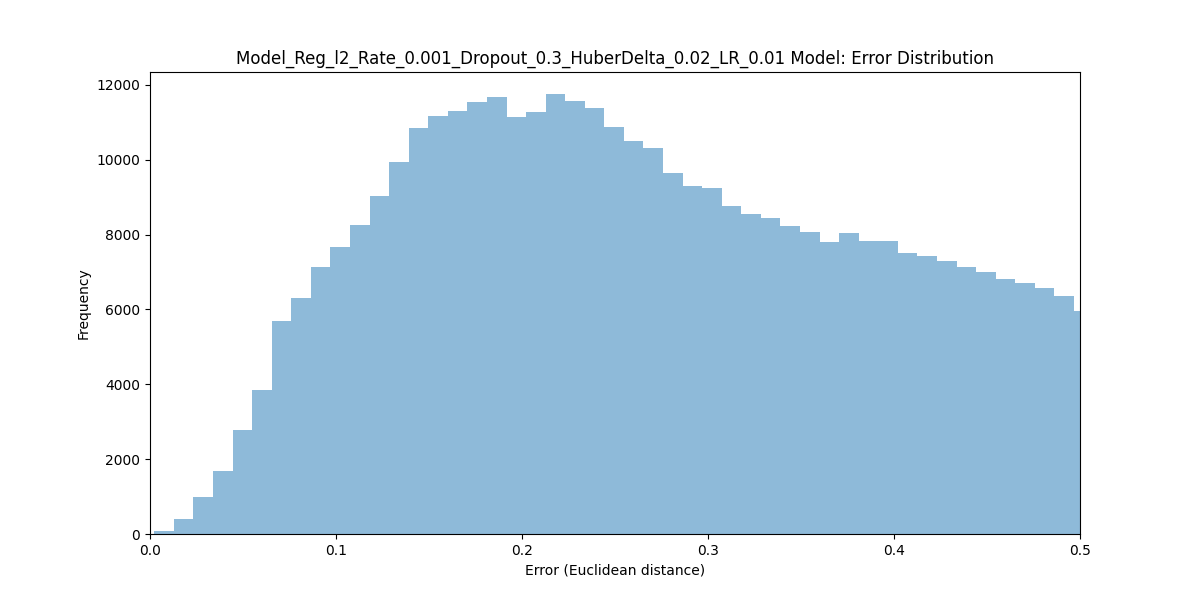 Model_Reg_l2_Rate_0.001_Dropout_0.3_HuberDelta_0.02_LR_0.01 Model: Error Distribution
12000
10000
8000
6000
4000
2000
0
Frequency
0.0 0.1 0.2 0.3 0.4 0.5
Error (Euclidean distance)